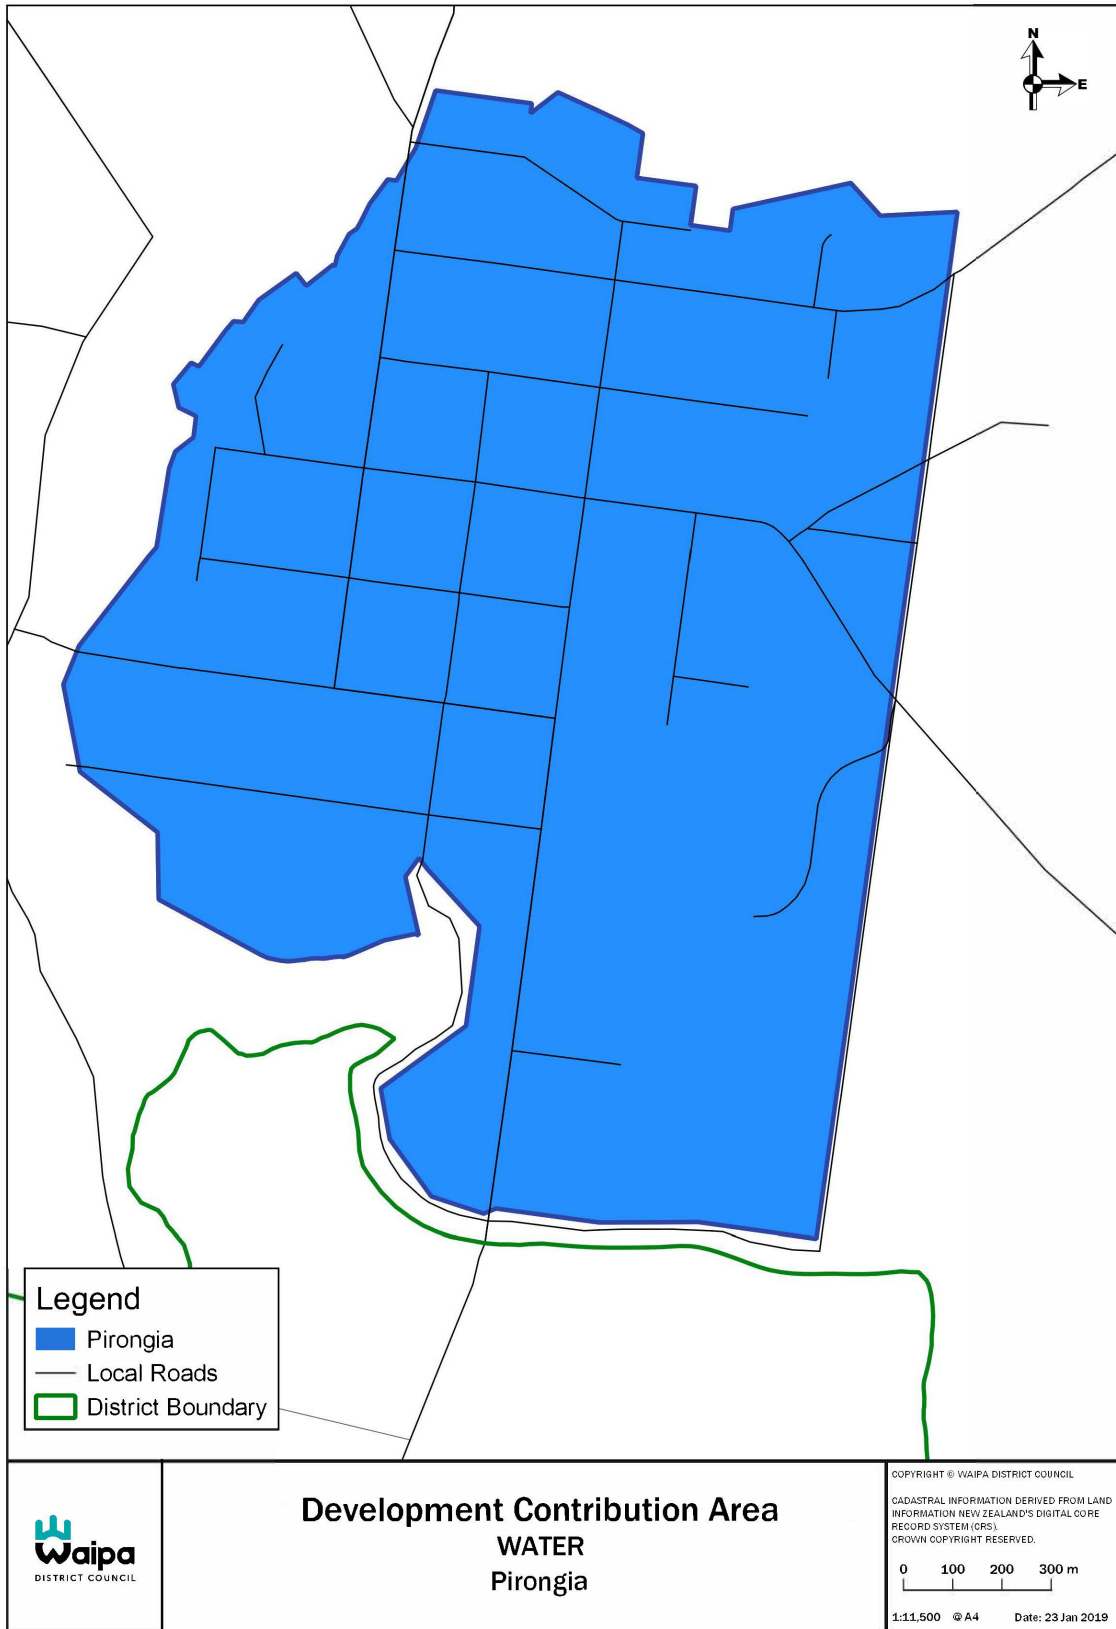 N
E
Legend
Pirongia
Local Roads
District Boundary
Waipa
DISTRICT COUNCIL
Development Contribution Area
WATER
Pirongia
COPYRIGHT © WAIPA DISTRICT COUNCIL
CADASTRAL INFORMATION DERIVED FROM LAND
INFORMATION NEW ZEALAND'S DIGITAL CORE
RECORD SYSTEM (CRS).
CROWN COPYRIGHT RESERVED.
0 100 200 300 m
1:11,500 @ A4 Date: 23 Jan 2019